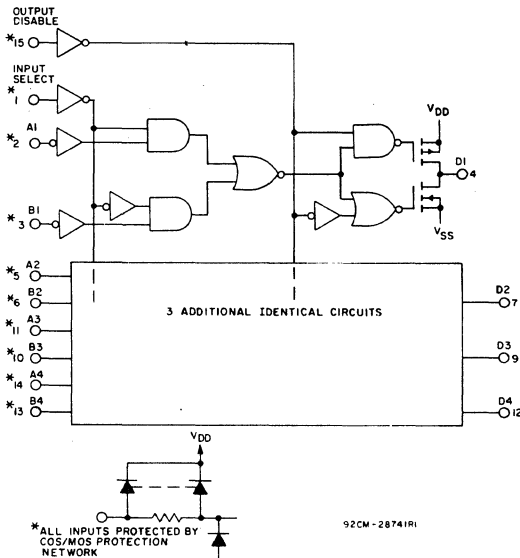 OUTPUT
DISABLE
*15
INPUT
SELECT
*1
A1
*2
B1
*3
VDD
D1
4
VSS
A2
*5
B2
*6
A3
*11
B3
*10
A4
*14
B4
*13
3 ADDITIONAL IDENTICAL CIRCUITS
D2
7
D3
9
D4
12
VDD
*ALL INPUTS PROTECTED BY
COS/MOS PROTECTION
NETWORK
92CM-28741R1